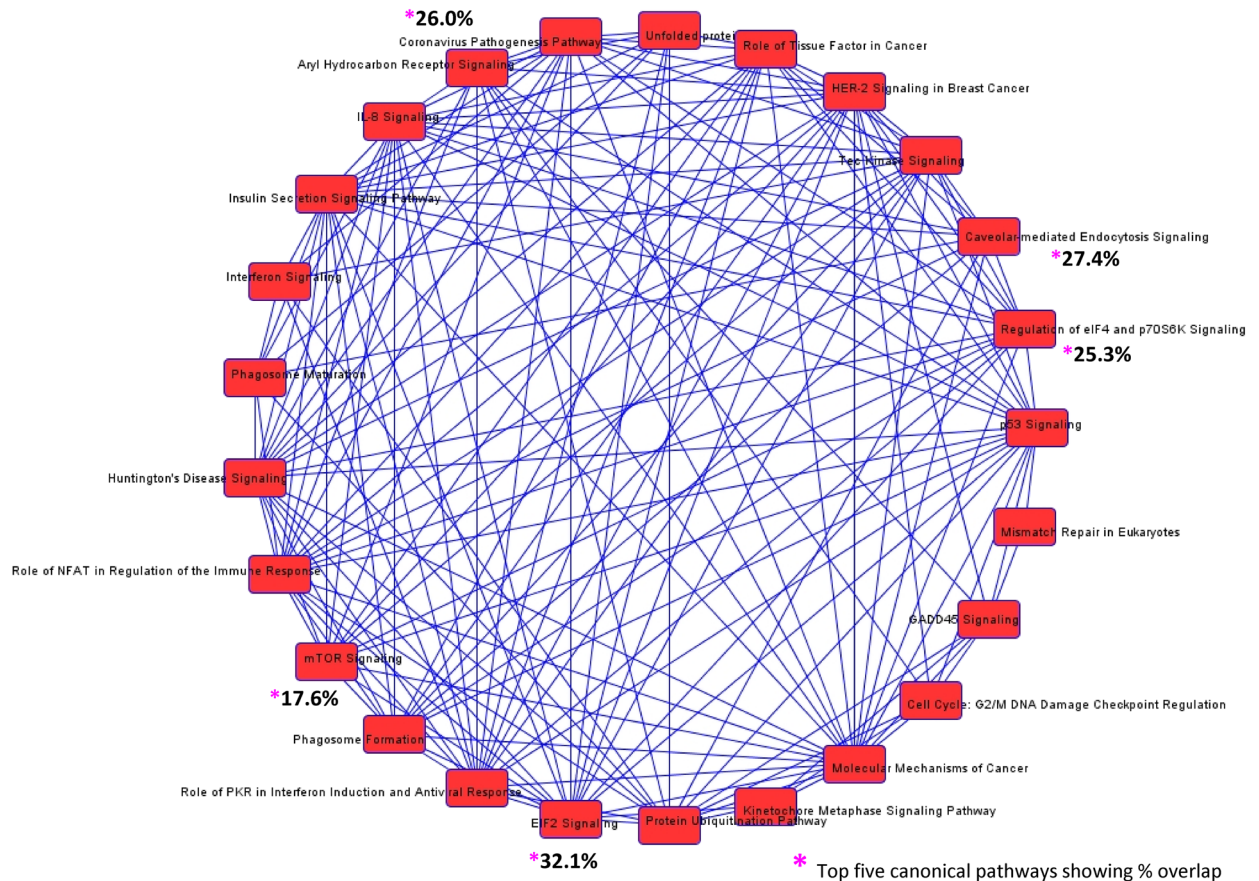 *26.0%
Coronavirus Pathogenesis Pathway
Unfolded protei
Role of Tissue Factor in Cancer
Aryl Hydrocarbon Receptor Signaling
HER-2 Signaling in Breast Cancer
IL-8 Signaling
Tec Kinase Signaling
Insulin Secretion Signaling Pathway
Caveolar-mediated Endocytosis Signaling
*27.4%
Interferon Signaling
Regulation of eIF4 and p70S6K Signaling
*25.3%
Phagosome Maturation
p53 Signaling
Huntington's Disease Signaling
Mismatch Repair in Eukaryotes
Role of NFAT in Regulation of the Immune Response
GADD45 Signaling
mTOR Signaling
*17.6%
Cell Cycle: G2/M DNA Damage Checkpoint Regulation
Phagosome Formation
Molecular Mechanisms of Cancer
Role of PKR in Interferon Induction and Antiviral Response
Kinetochore Metaphase Signaling Pathway
EIF2 Signaling
Protein Ubiquitination Pathway
*32.1%
* Top five canonical pathways showing % overlap